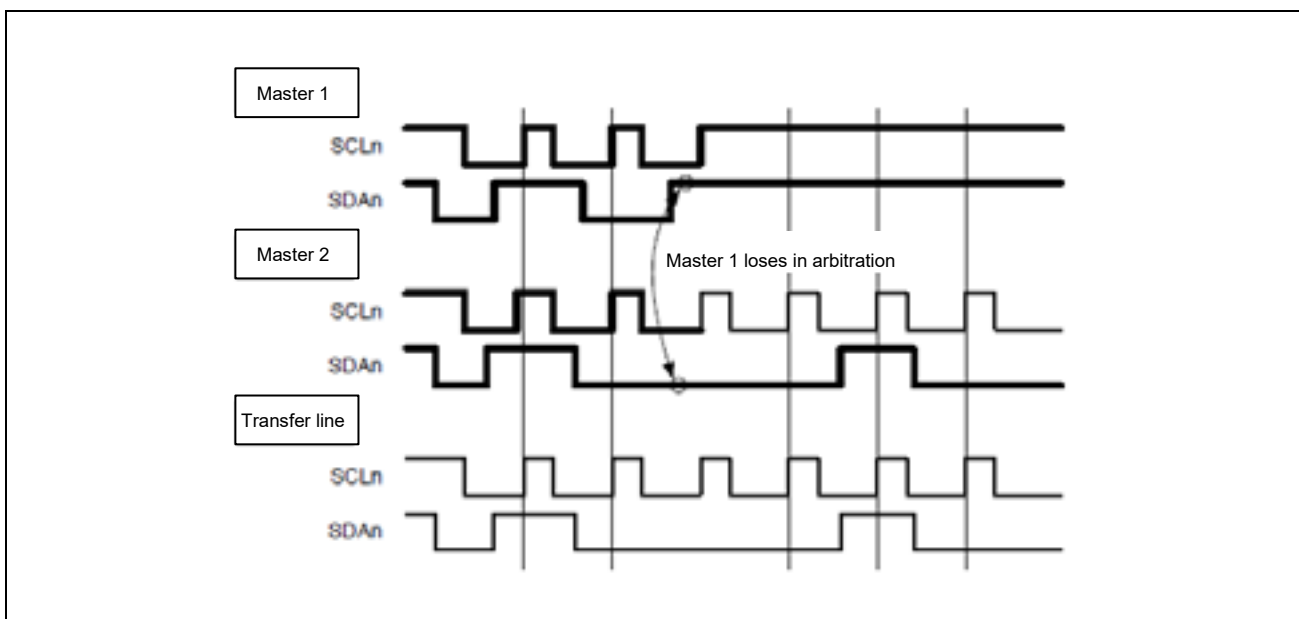 Master 1
SCLn
SDAn
Master 2
Master 1 loses in arbitration
SCLn
SDAn
Transfer line
SCLn
SDAn